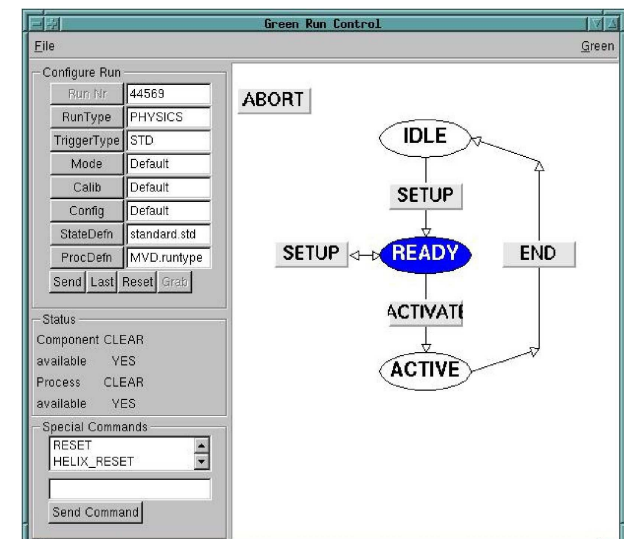 Green Run Control
File Green
Configure Run
Run Nr 44569
RunType PHYSICS
TriggerType STD
Mode Default
Calib Default
Config Default
StateDefn standard.std
ProcDefn MVD.runtype
Send Last Reset Grab
Status
Component CLEAR
available YES
Process CLEAR
available YES
Special Commands
RESET
HELIX_RESET
Send Command
ABORT
IDLE
SETUP
SETUP READY END
ACTIVATE
ACTIVE